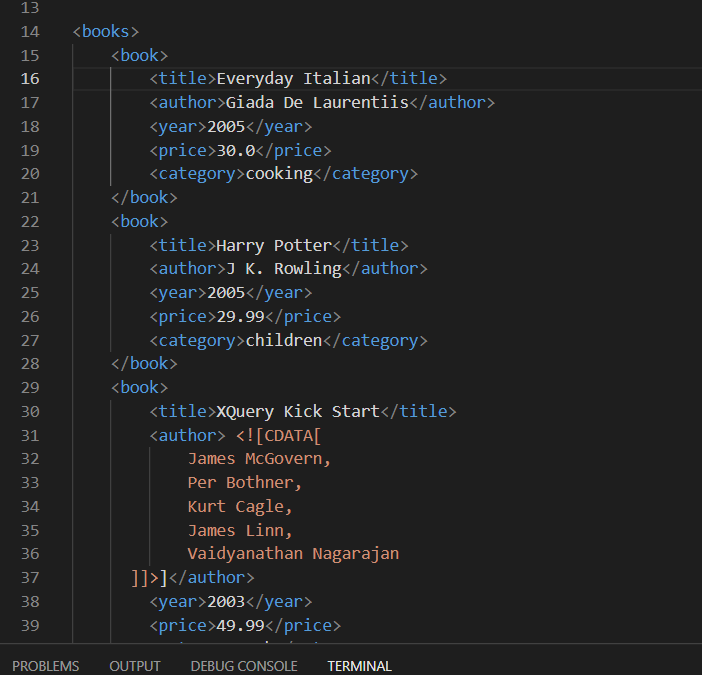 13
14 <books>
15 <book>
16 <title>Everyday Italian</title>
17 <author>Giada De Laurentiis</author>
18 <year>2005</year>
19 <price>30.0</price>
20 <category>cooking</category>
21 </book>
22 <book>
23 <title>Harry Potter</title>
24 <author>J K. Rowling</author>
25 <year>2005</year>
26 <price>29.99</price>
27 <category>children</category>
28 </book>
29 <book>
30 <title>XQuery Kick Start</title>
31 <author> <![CDATA[
32 James McGovern,
33 Per Bothner,
34 Kurt Cagle,
35 James Linn,
36 Vaidyanathan Nagarajan
37 ]]>]</author>
38 <year>2003</year>
39 <price>49.99</price>
PROBLEMS OUTPUT DEBUG CONSOLE TERMINAL